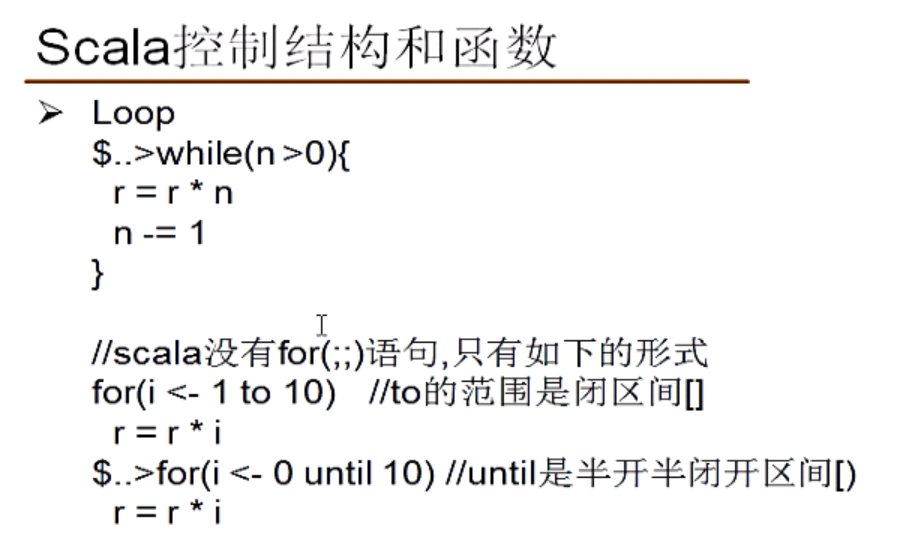 Scala控制结构和函数
➢ Loop
$..>while(n >0){
r = r * n
n -= 1
}
//scala没有for(;;)语句,只有如下的形式
for(i <- 1 to 10) //to的范围是闭区间[]
r = r * i
$..>for(i <- 0 until 10) //until是半开半闭开区间[)
r = r * i